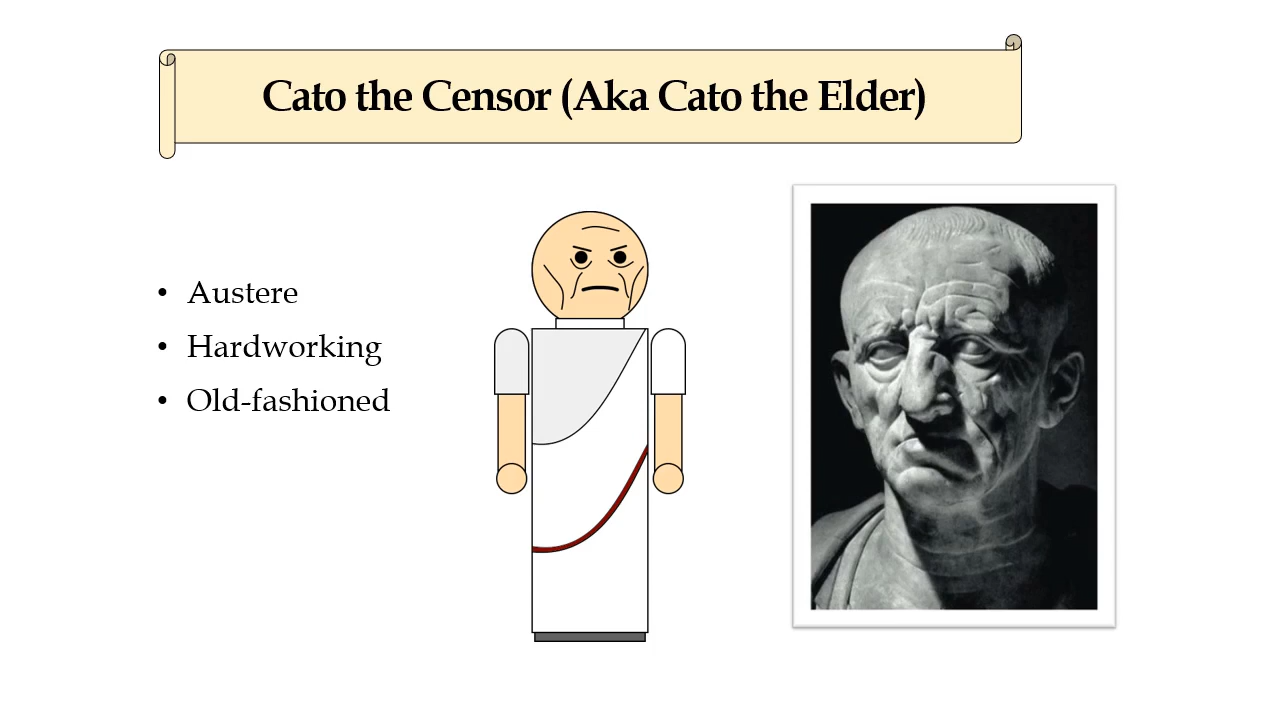 Cato the Censor (Aka Cato the Elder)
• Austere
• Hardworking
• Old-fashioned